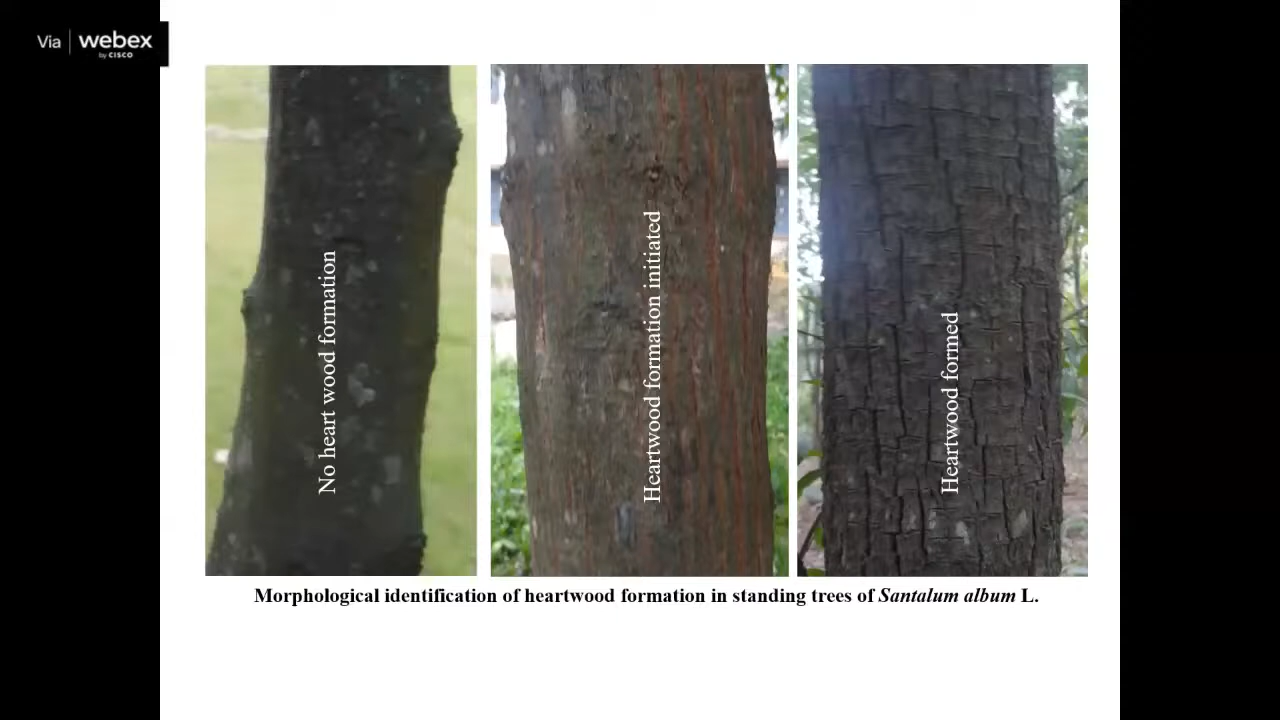 Via webex
by CISCO
No heart wood formation
Heartwood formation initiated
Heartwood formed
Morphological identification of heartwood formation in standing trees of Santalum album L.